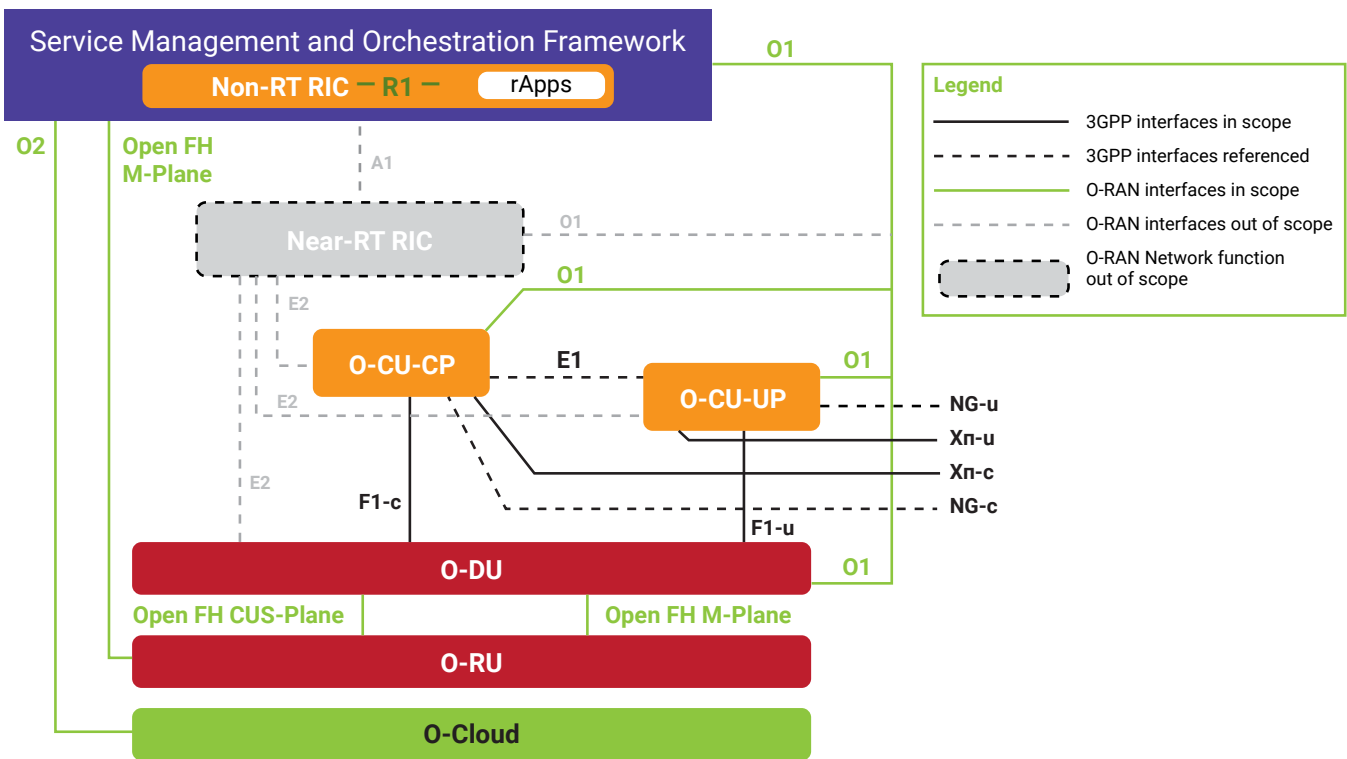 Service Management and Orchestration Framework
Non-RT RIC
R1
rApps
O1
O2
Open FH
M-Plane
A1
Near-RT RIC
O1
O1
E2
O-CU-CP
E1
O1
O-CU-UP
E2
NG-u
Xп-u
Xп-c
NG-c
E2
F1-c
F1-u
O-DU
O1
Open FH CUS-Plane
Open FH M-Plane
O-RU
O-Cloud
Legend
3GPP interfaces in scope
3GPP interfaces referenced
O-RAN interfaces in scope
O-RAN interfaces out of scope
O-RAN Network function
out of scope